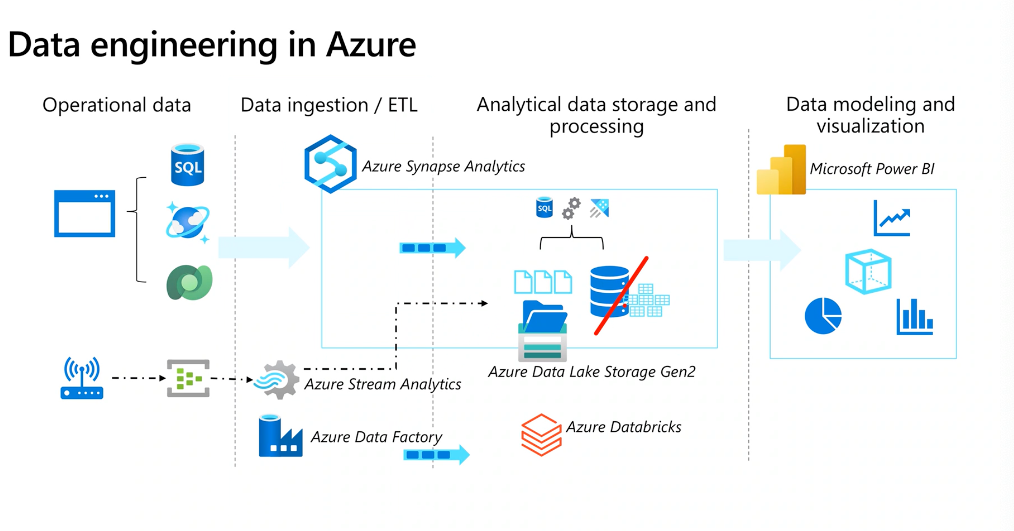 Data engineering in Azure
Operational data
Data ingestion / ETL
Analytical data storage and
processing
Data modeling and
visualization
SQL
Azure Synapse Analytics
Microsoft Power BI
SQL
Azure Stream Analytics
Azure Data Lake Storage Gen2
Azure Data Factory
Azure Databricks